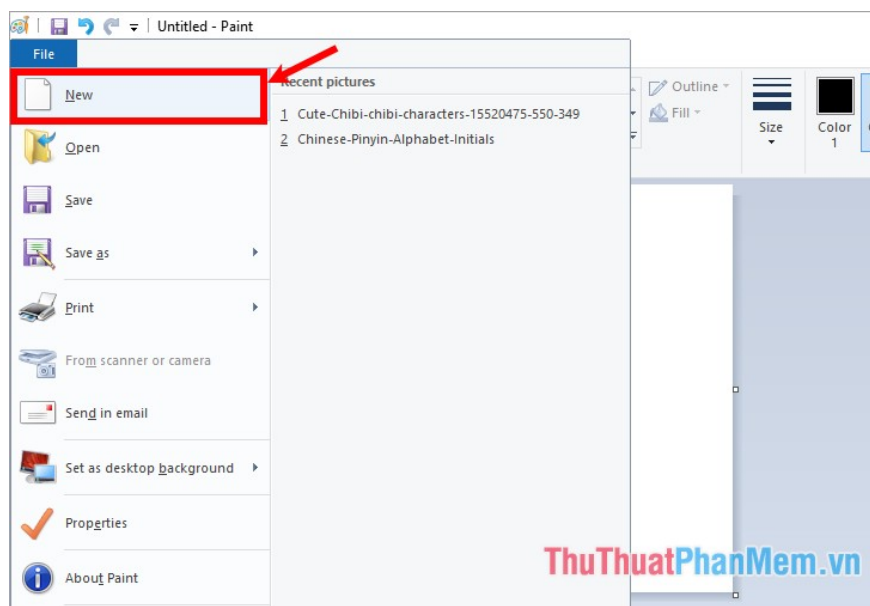 Untitled - Paint
File
New
Open
Save
Save as
Print
From scanner or camera
Send in email
Set as desktop background
Properties
About Paint
Recent pictures
1 Cute-Chibi-chibi-characters-15520475-550-349
2 Chinese-Pinyin-Alphabet-Initials
Outline
Fill
Size
Color
1
ThuThuatPhanMem.vn